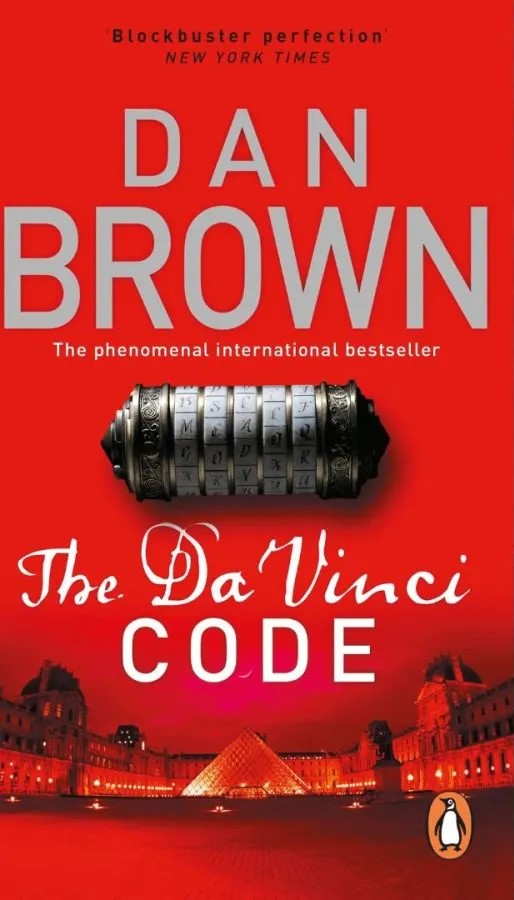 'Blockbuster perfection'
NEW YORK TIMES
DAN
BROWN
The phenomenal international bestseller
The Da Vinci
CODE